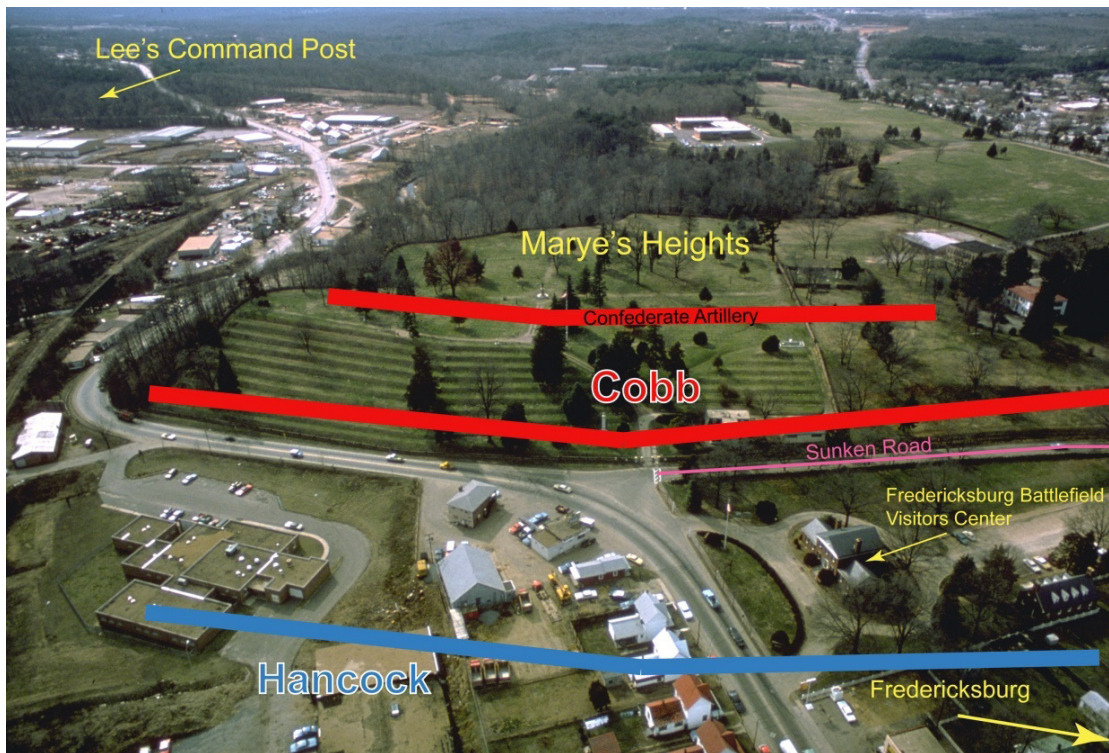 Lee's Command Post
Marye's Heights
Confederate Artillery
Cobb
Sunken Road
Fredericksburg Battlefield
Visitors Center
Hancock
Fredericksburg